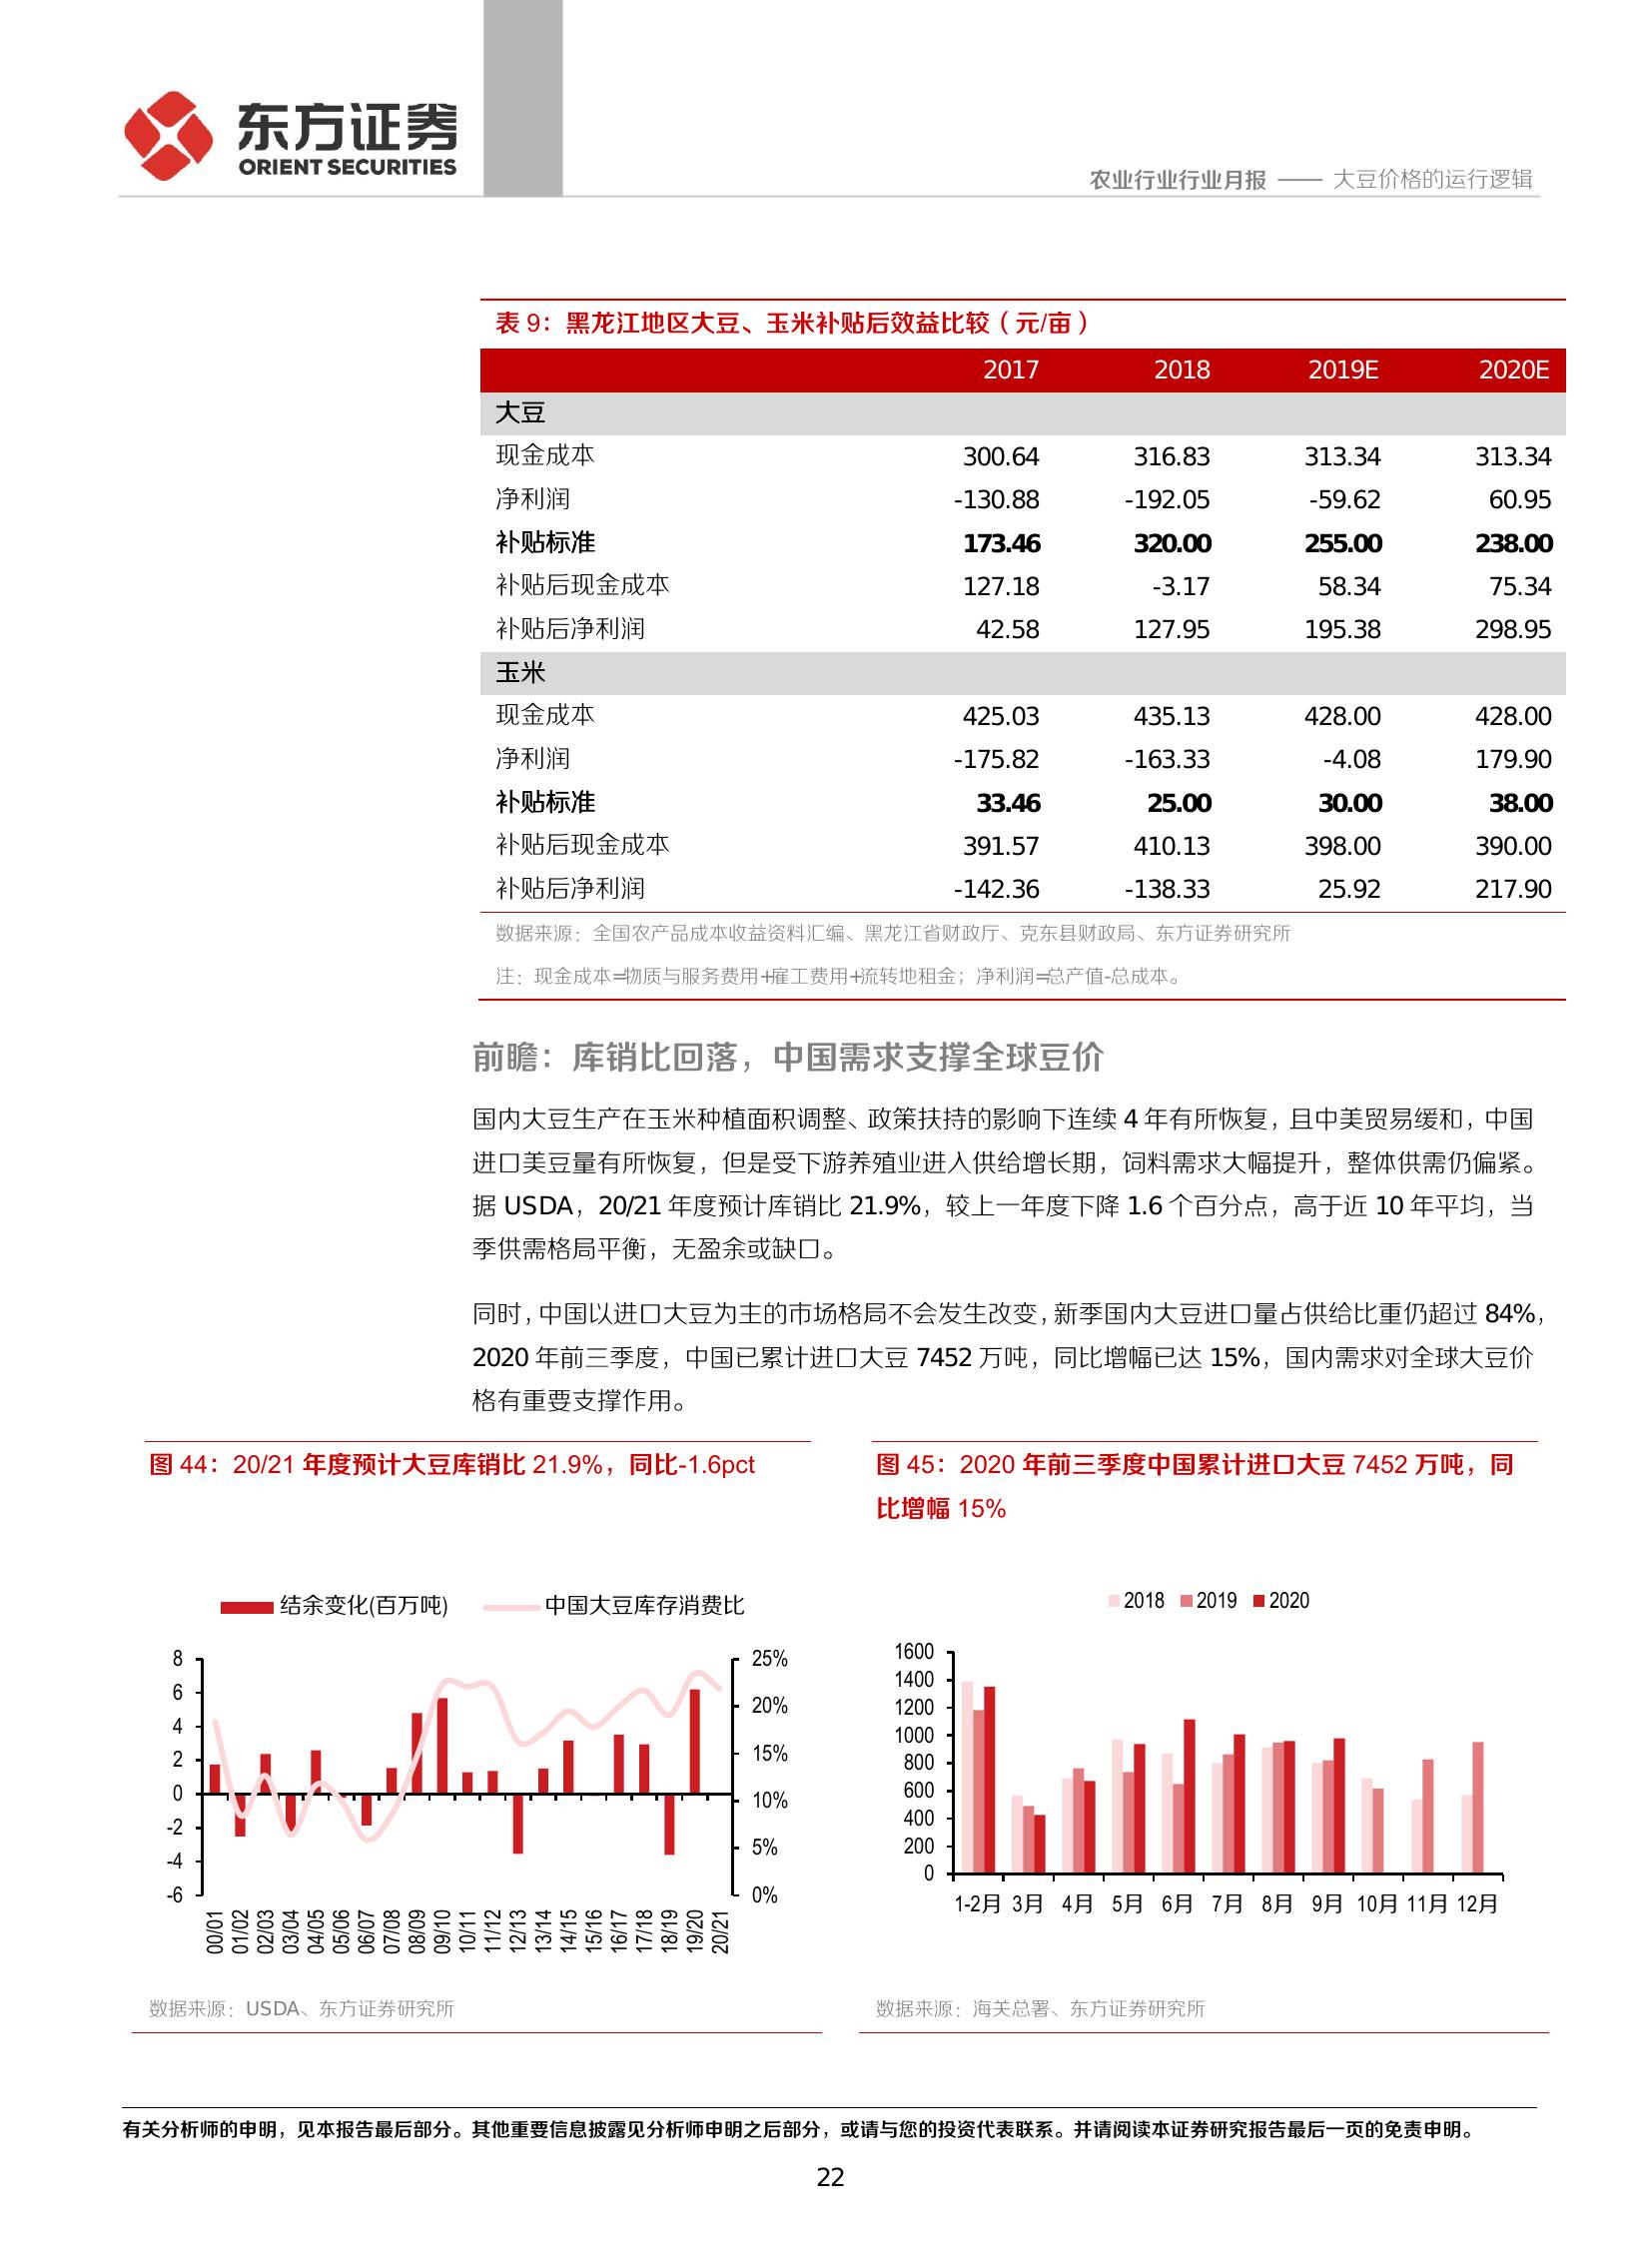 东方证券
ORIENT SECURITIES
农业行业行业月报 —— 大豆价格的运行逻辑
表 9：黑龙江地区大豆、玉米补贴后效益比较（元/亩）
2017 2018 2019E 2020E
大豆
现金成本 300.64 316.83 313.34 313.34
净利润 -130.88 -192.05 -59.62 60.95
补贴标准 173.46 320.00 255.00 238.00
补贴后现金成本 127.18 -3.17 58.34 75.34
补贴后净利润 42.58 127.95 195.38 298.95
玉米
现金成本 425.03 435.13 428.00 428.00
净利润 -175.82 -163.33 -4.08 179.90
补贴标准 33.46 25.00 30.00 38.00
补贴后现金成本 391.57 410.13 398.00 390.00
补贴后净利润 -142.36 -138.33 25.92 217.90
数据来源：全国农产品成本收益资料汇编、黑龙江省财政厅、克东县财政局、东方证券研究所
注：现金成本=物质与服务费用+雇工费用+流转地租金；净利润=总产值-总成本。
前瞻：库销比回落，中国需求支撑全球豆价
国内大豆生产在玉米种植面积调整、政策扶持的影响下连续 4 年有所恢复，且中美贸易缓和，中国
进口美豆量有所恢复，但是受下游养殖业进入供给增长期，饲料需求大幅提升，整体供需仍偏紧。
据 USDA，20/21 年度预计库销比 21.9%，较上一年度下降 1.6 个百分点，高于近 10 年平均，当
季供需格局平衡，无盈余或缺口。
同时，中国以进口大豆为主的市场格局不会发生改变，新季国内大豆进口量占供给比重仍超过 84%，
2020 年前三季度，中国已累计进口大豆 7452 万吨，同比增幅已达 15%，国内需求对全球大豆价
格有重要支撑作用。
图 44：20/21 年度预计大豆库销比 21.9%，同比-1.6pct
结余变化(百万吨) 中国大豆库存消费比
8
6
4
2
0
-2
-4
-6
25%
20%
15%
10%
5%
0%
00/01 01/02 02/03 03/04 04/05 05/06 06/07 07/08 08/09 09/10 10/11 11/12 12/13 13/14 14/15 15/16 16/17 17/18 18/19 19/20 20/21
数据来源：USDA、东方证券研究所
图 45：2020 年前三季度中国累计进口大豆 7452 万吨，同
比增幅 15%
2018 2019 2020
1600
1400
1200
1000
800
600
400
200
0
1-2月 3月 4月 5月 6月 7月 8月 9月 10月 11月 12月
数据来源：海关总署、东方证券研究所
有关分析师的申明，见本报告最后部分。其他重要信息披露见分析师申明之后部分，或请与您的投资代表联系。并请阅读本证券研究报告最后一页的免责申明。
22